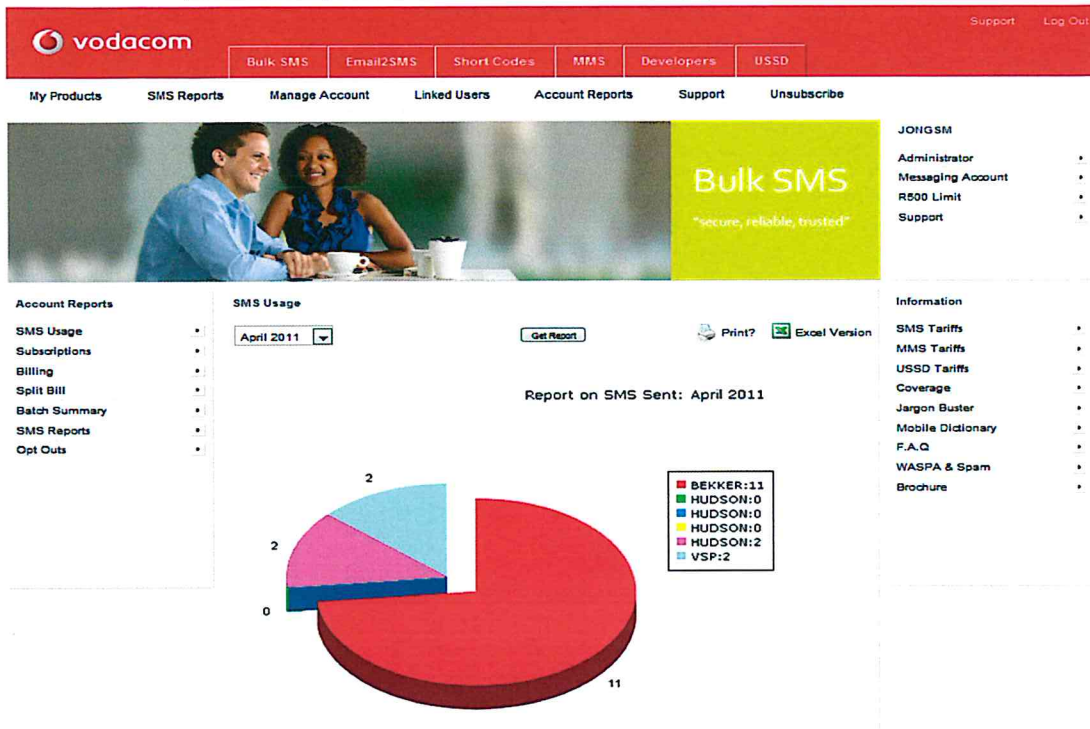 Support Log Out
vodacom
Bulk SMS Email2SMS Short Codes MMS Developers USSD
My Products SMS Reports Manage Account Linked Users Account Reports Support Unsubscribe
Bulk SMS
"secure, reliable, trusted"
JONGSM
Administrator
Messaging Account
R500 Limit
Support
Account Reports
SMS Usage
Subscriptions
Billing
Split Bill
Batch Summary
SMS Reports
Opt Outs
SMS Usage
April 2011
Get Report
Print?
Excel Version
Report on SMS Sent: April 2011
2
2
0
11
BEKKER:11
HUDSON:0
HUDSON:0
HUDSON:0
HUDSON:2
VSP:2
Information
SMS Tariffs
MMS Tariffs
USSD Tariffs
Coverage
Jargon Buster
Mobile Dictionary
F.A.Q
WASPA & Spam
Brochure